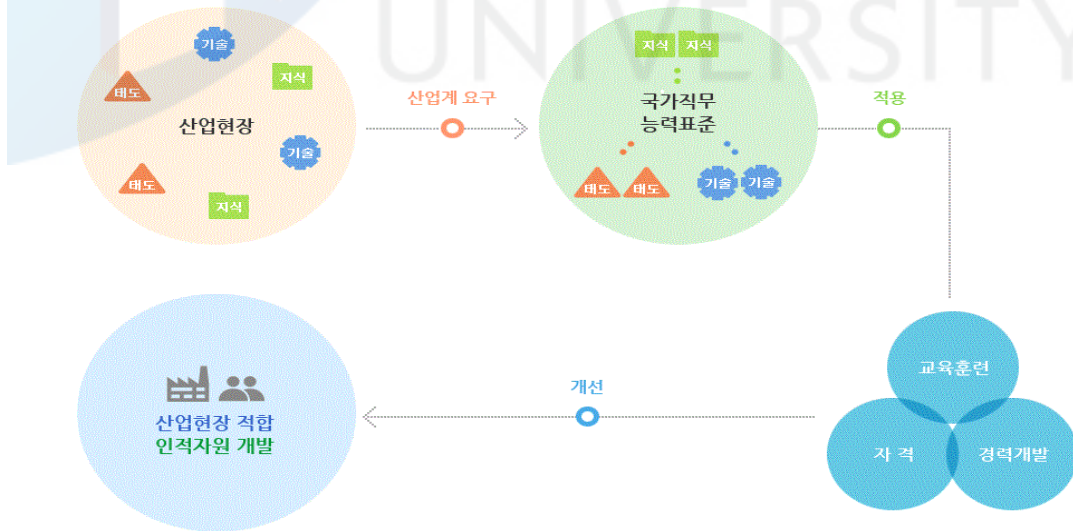 UNIVERSITY
기술
지식
태도
산업현장
기술
태도
지식
산업계 요구
지식 지식
국가직무
능력표준
태도 태도
기술 기술
적용
교육훈련
자 격
경력개발
개선
산업현장 적합
인적자원 개발